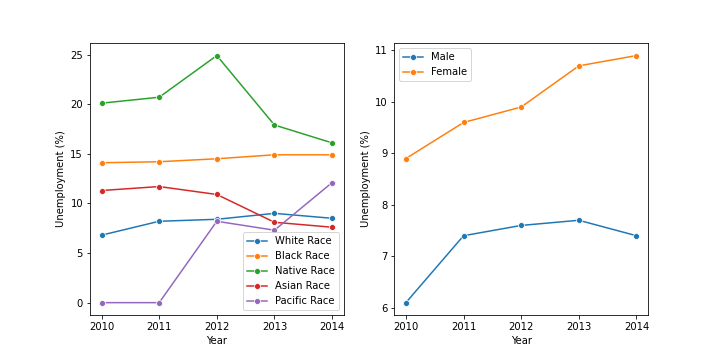 25
20
15
10
5
0
Unemployment (%)
2010 2011 2012 2013 2014
Year
White Race
Black Race
Native Race
Asian Race
Pacific Race
11
10
9
8
7
6
Unemployment (%)
2010 2011 2012 2013 2014
Year
Male
Female